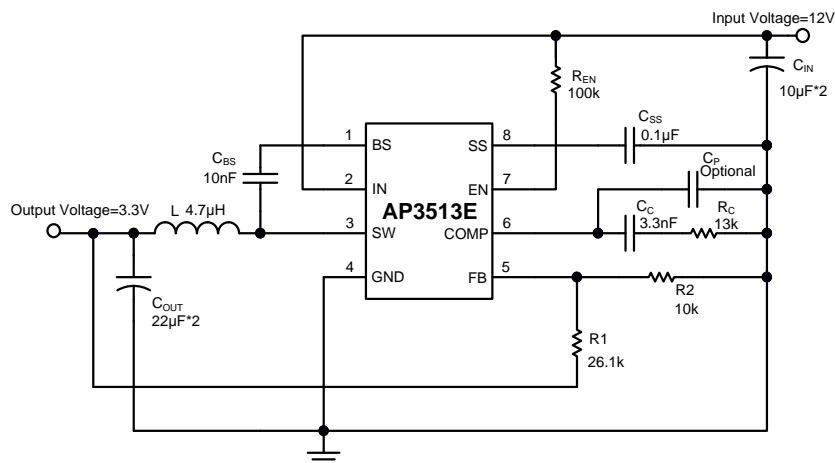 Input Voltage=12V
C_IN
10µF*2
R_EN
100k
C_SS
0.1µF
1
BS
SS
8
C_BS
10nF
C_P
Optional
2
IN
EN
7
AP3513E
Output Voltage=3.3V
L 4.7µH
3
SW
COMP
6
C_C
3.3nF
R_C
13k
4
GND
FB
5
R2
10k
C_OUT
22µF*2
R1
26.1k